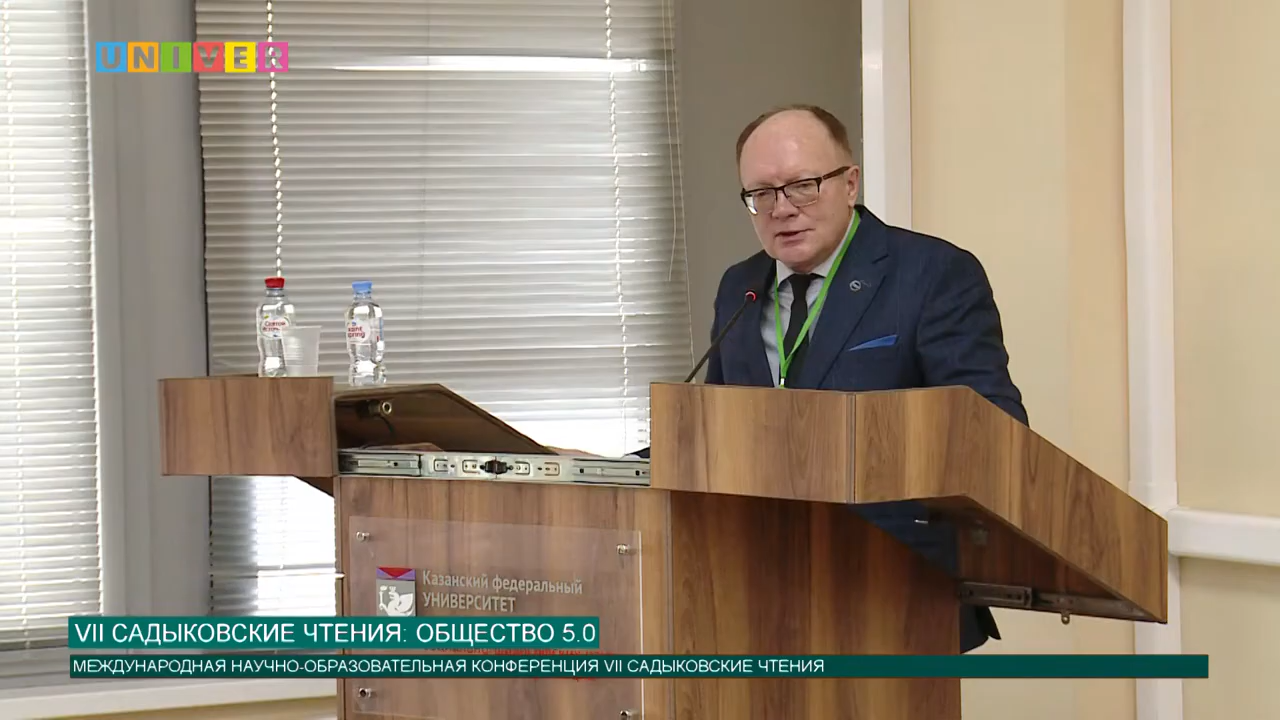 UNIVER
Казанский федеральный
УНИВЕРСИТЕТ
VII САДЫКОВСКИЕ ЧТЕНИЯ: ОБЩЕСТВО 5.0
МЕЖДУНАРОДНАЯ НАУЧНО-ОБРАЗОВАТЕЛЬНАЯ КОНФЕРЕНЦИЯ VII САДЫКОВСКИЕ ЧТЕНИЯ